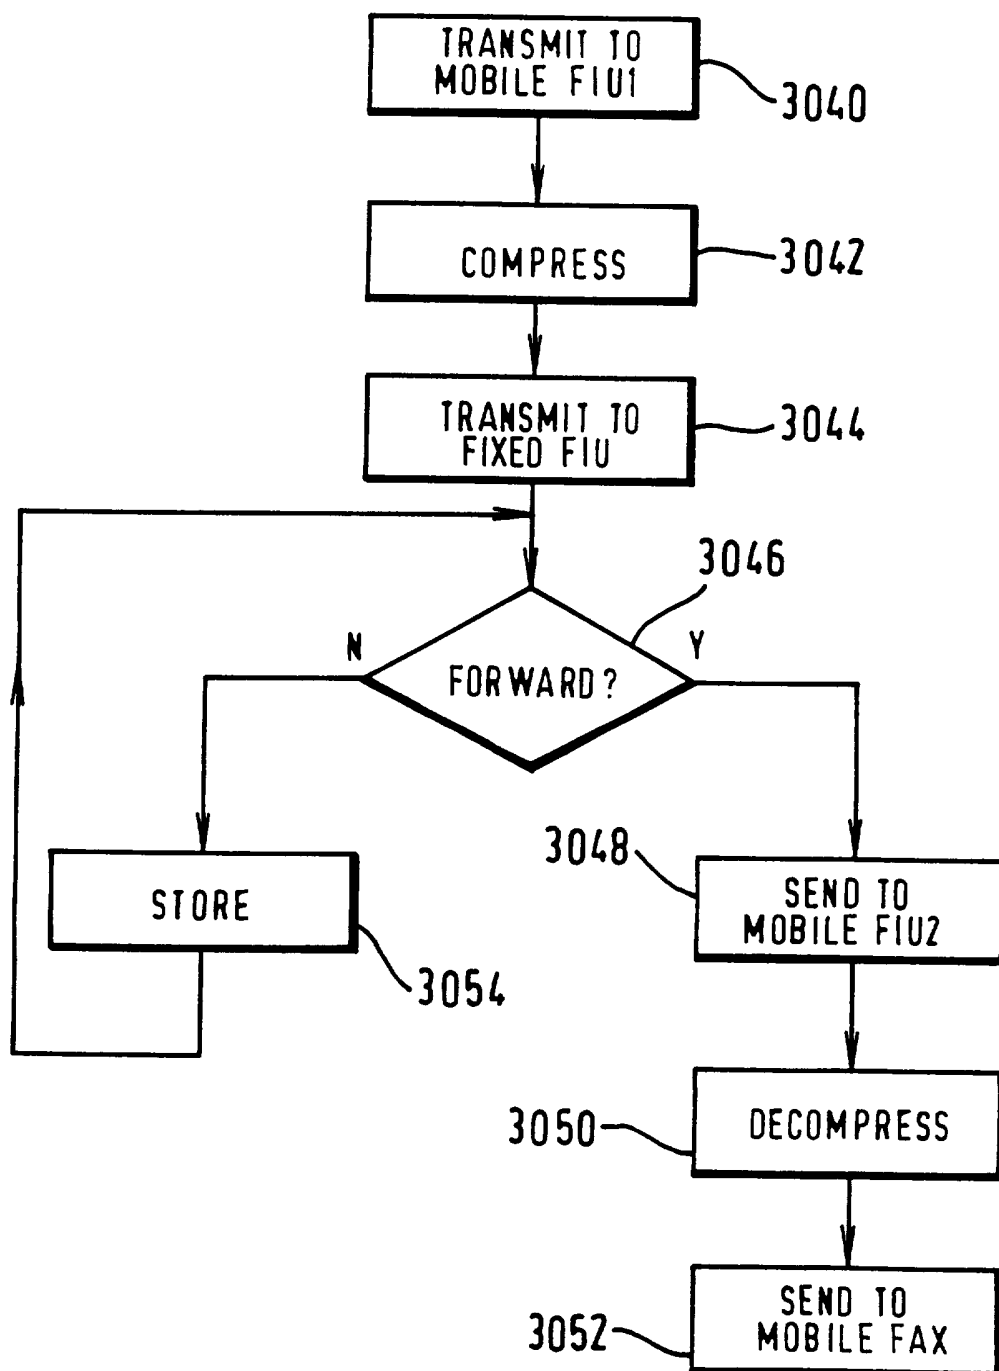 TRANSMIT TO
MOBILE FIU1
3040
COMPRESS
3042
TRANSMIT TO
FIXED FIU
3044
3046
N
Y
FORWARD?
3048
STORE
SEND TO
MOBILE FIU2
3054
3050
DECOMPRESS
SEND TO
MOBILE FAX
3052